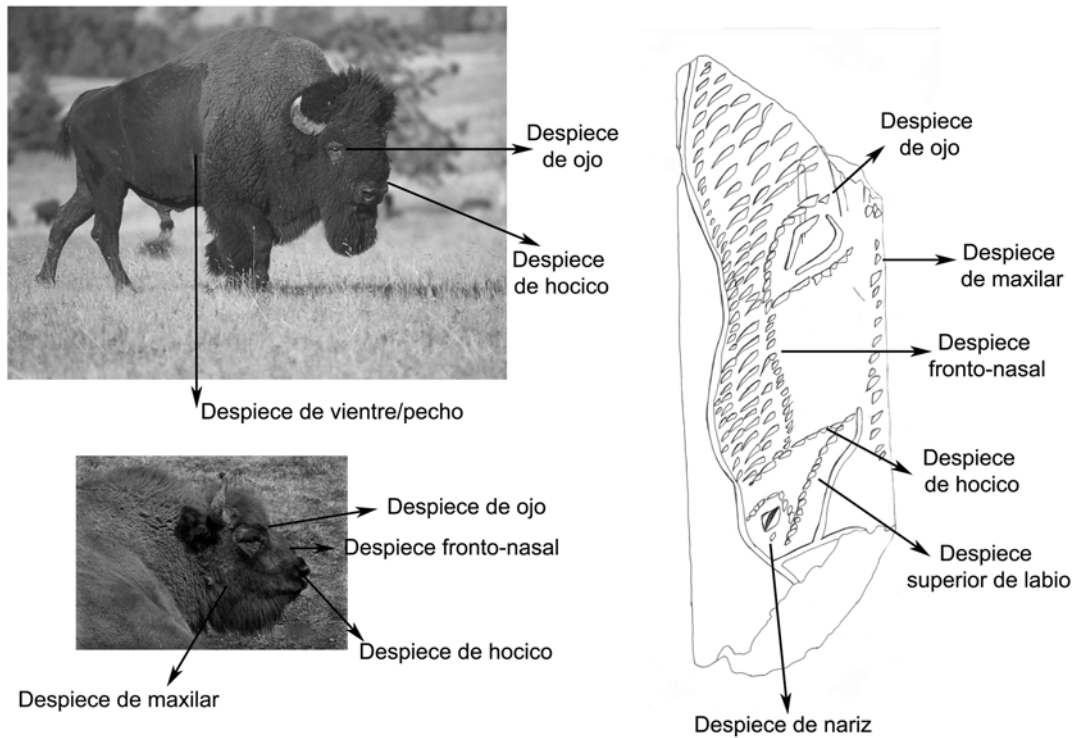 Despiece
de ojo
Despiece
de hocico
Despiece de vientre/pecho
Despiece de ojo
Despiece fronto-nasal
Despiece de hocico
Despiece de maxilar
Despiece
de ojo
Despiece
de maxilar
Despiece
fronto-nasal
Despiece
de hocico
Despiece
superior de labio
Despiece de nariz